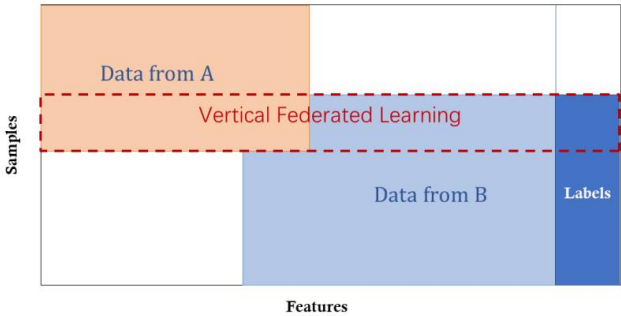 Data from A
Vertical Federated Learning
Samples
Data from B
Labels
Features